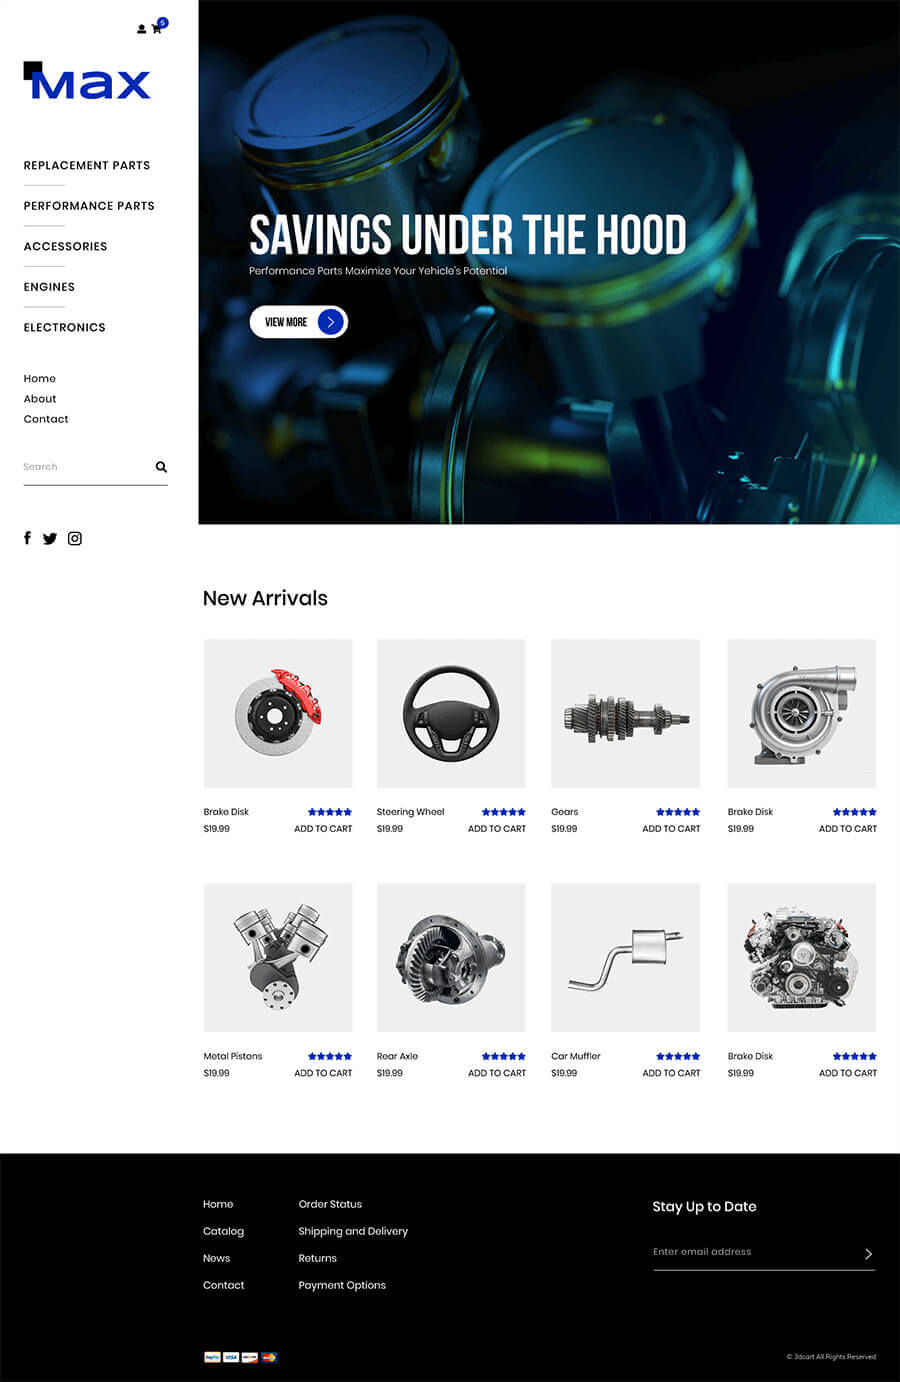 5
Max
REPLACEMENT PARTS
PERFORMANCE PARTS
ACCESSORIES
ENGINES
ELECTRONICS
Home
About
Contact
Search
SAVINGS UNDER THE HOOD
Performance Parts Maximize Your Yehicle's Potential
VIEW MORE
New Arrivals
Brake Disk
$19.99 ADD TO CART
Steering Wheel
$19.99 ADD TO CART
Gears
$19.99 ADD TO CART
Brake Disk
$19.99 ADD TO CART
Metal Pistons
$19.99 ADD TO CART
Rear Axle
$19.99 ADD TO CART
Car Muffler
$19.99 ADD TO CART
Brake Disk
$19.99 ADD TO CART
Home
Catalog
News
Contact
Order Status
Shipping and Delivery
Returns
Payment Options
Stay Up to Date
Enter email address
PayPal VISA
© 3dcart All Rights Reserved